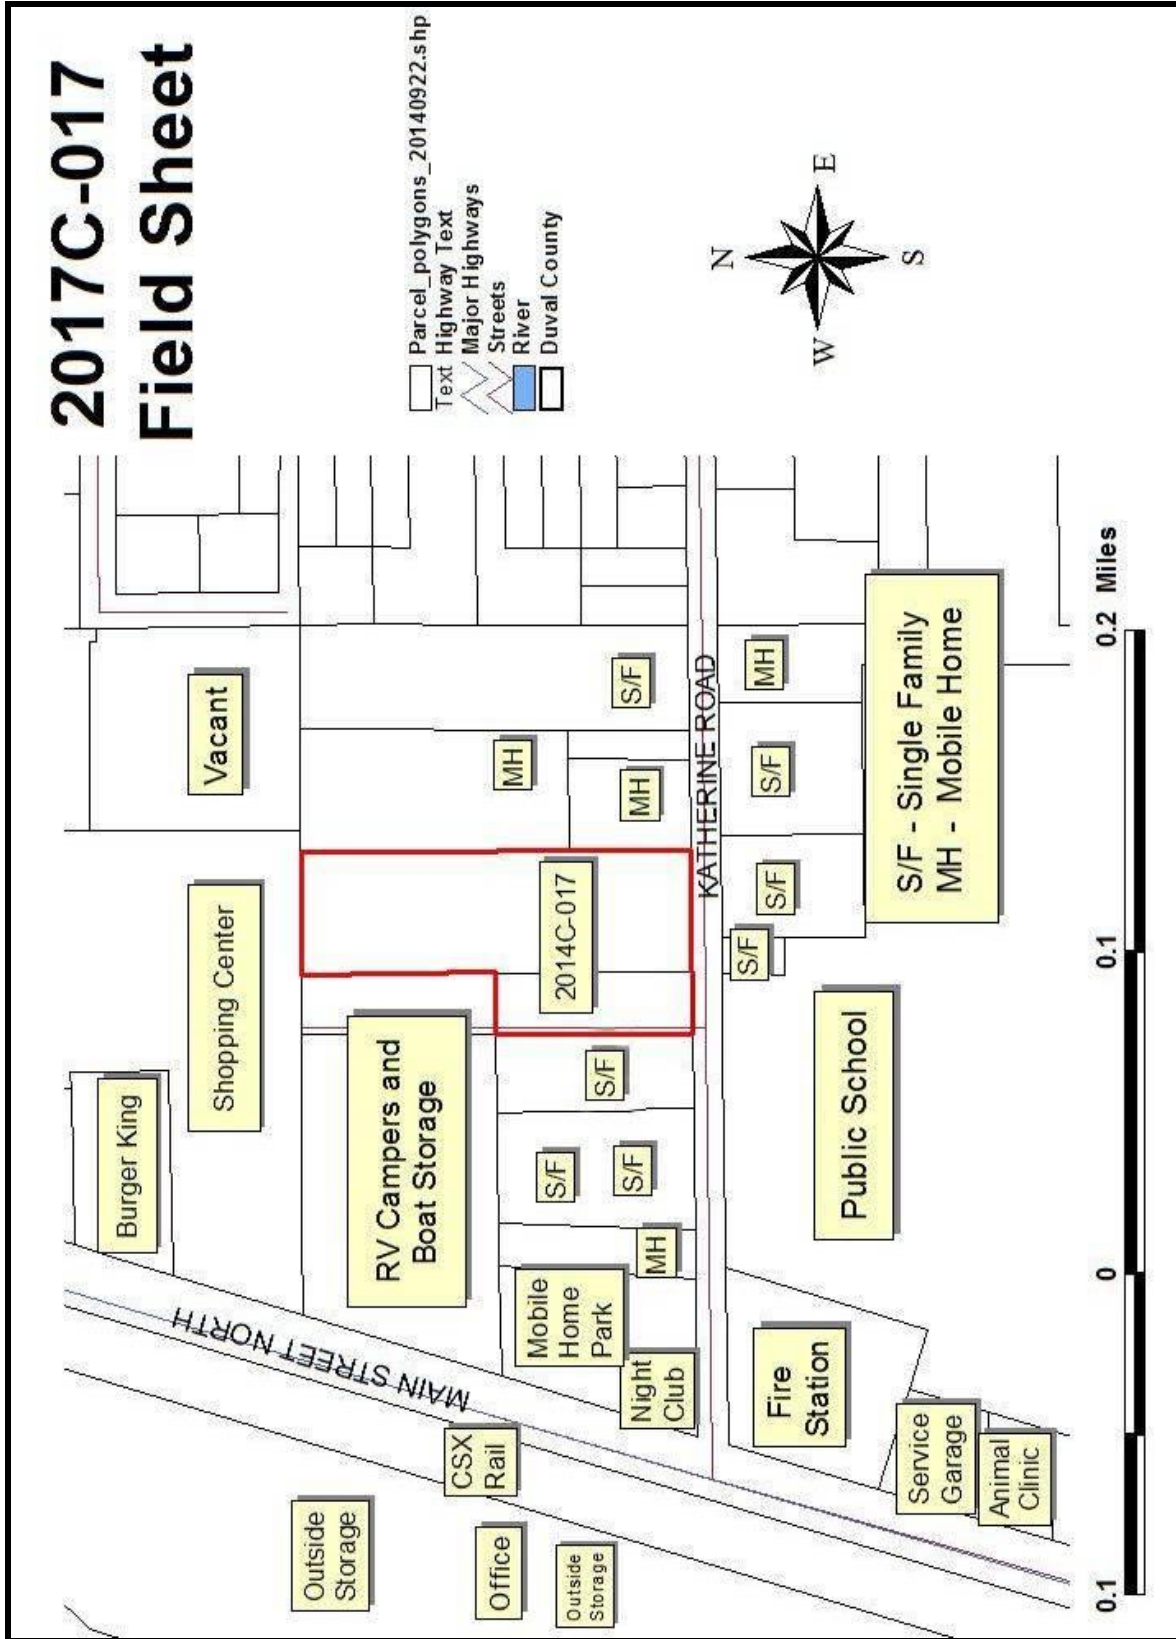 2017C-017
Field Sheet
Parcel_polygons_20140922.shp
Text Highway Text
Major Highways
Streets
River
Duval County
N
W
E
S
Burger King
Shopping Center
Vacant
MAIN STREET NORTH
RV Campers and
Boat Storage
2014C-017
MH
S/F
MH
S/F
S/F
S/F
MH
Mobile
Home
Park
Night
Club
CSX
Rail
Outside
Storage
Office
Outside
Storage
KATHERINE ROAD
S/F
S/F
S/F
MH
Fire
Station
Public School
Service
Garage
Animal
Clinic
S/F - Single Family
MH - Mobile Home
0.1
0
0.1
0.2 Miles